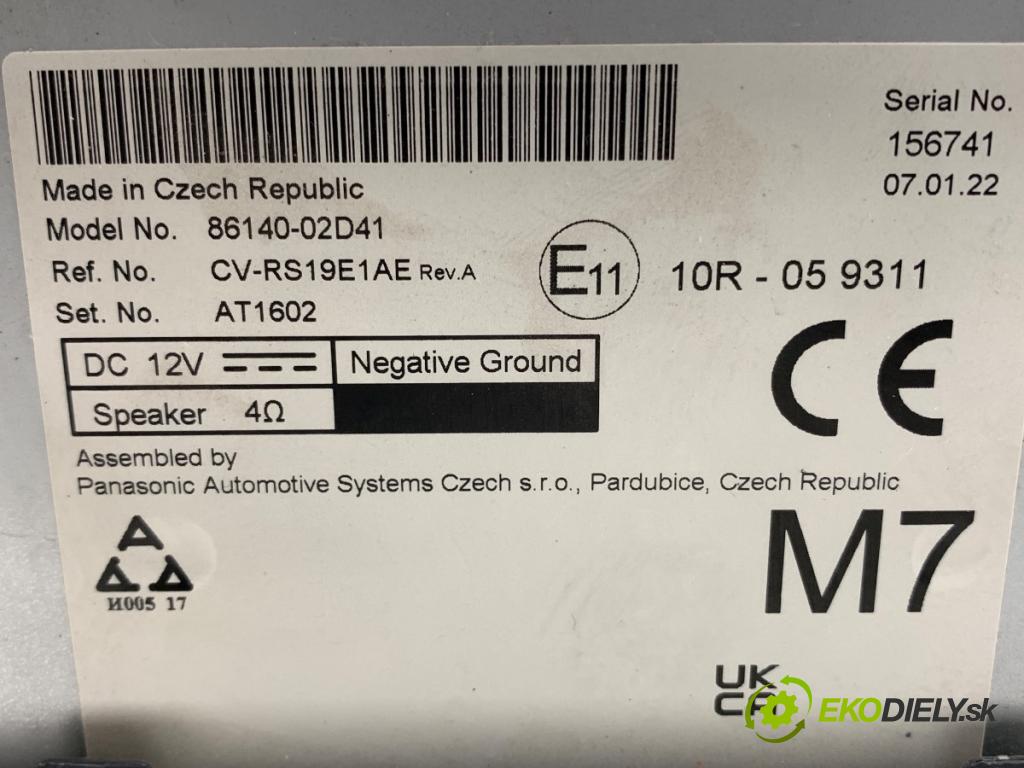 Serial No.
156741
07.01.22
Made in Czech Republic
Model No. 86140-02D41
Ref. No. CV-RS19E1AE Rev.A
Set. No. AT1602
E11 10R - 05 9311
DC 12V Negative Ground
Speaker 4Ω
CE
Assembled by
Panasonic Automotive Systems Czech s.r.o., Pardubice, Czech Republic
И005 17
M7
UK
CA
EKODIELY.sk